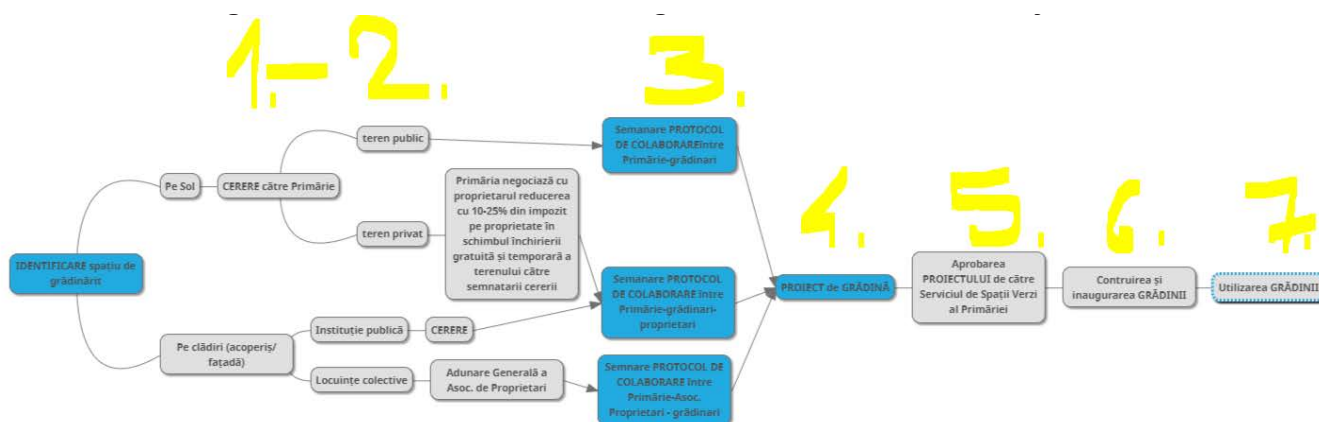 1.-2.
3.
4.
5.
6.
7.
IDENTIFICARE spațiu de
grădinărit
Pe Sol
CERERE către Primărie
teren public
teren privat
Primăria negociază cu
proprietarul reducerea
cu 10-25% din impozit
pe proprietate în
schimbul închirierii
gratuită și temporară a
terenului către
semnatarii cererii
Pe clădiri (acoperiș/
fațadă)
Instituție publică
CERERE
Locuințe colective
Adunare Generală a
Asoc. de Proprietari
Semanare PROTOCOL
DE COLABORAREîntre
Primărie-grădinari
Semanare PROTOCOL
DE COLABORARE între
Primărie-grădinari-
proprietari
Semnare PROTOCOL DE
COLABORARE între
Primărie-Asoc.
Proprietari - grădinari
PROIECT de GRĂDINĂ
Aprobarea
PROIECTULUI de către
Serviciul de Spații Verzi
al Primăriei
Contruirea și
inaugurarea GRĂDINII
Utilizarea GRĂDINII